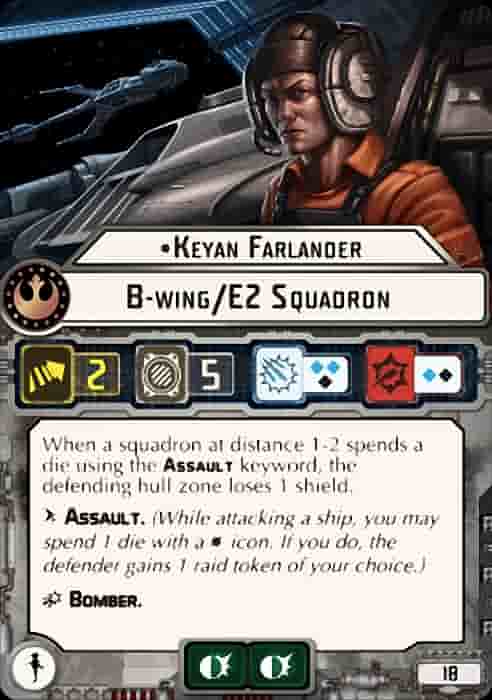 •Keyan Farlander
B-wing/E2 Squadron
2 5
When a squadron at distance 1-2 spends a
die using the Assault keyword, the
defending hull zone loses 1 shield.
Assault. (While attacking a ship, you may
spend 1 die with a icon. If you do, the
defender gains 1 raid token of your choice.)
Bomber.
18